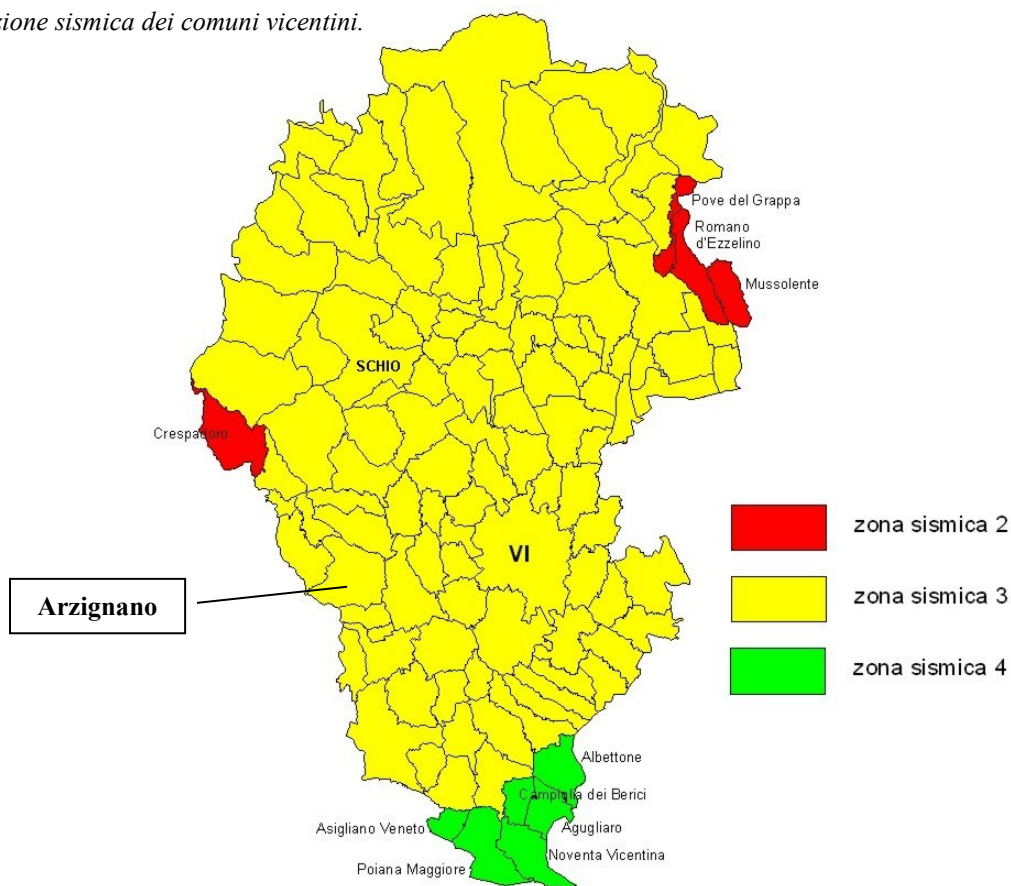 zione sismica dei comuni vicentini.
Pove del Grappa
Romano
d'Ezzelino
Mussolente
SCHIO
Crespadoro
zona sismica 2
VI
Arzignano
zona sismica 3
zona sismica 4
Albettone
Campiglia dei Berici
Asigliano Veneto
Agugliaro
Noventa Vicentina
Poiana Maggiore